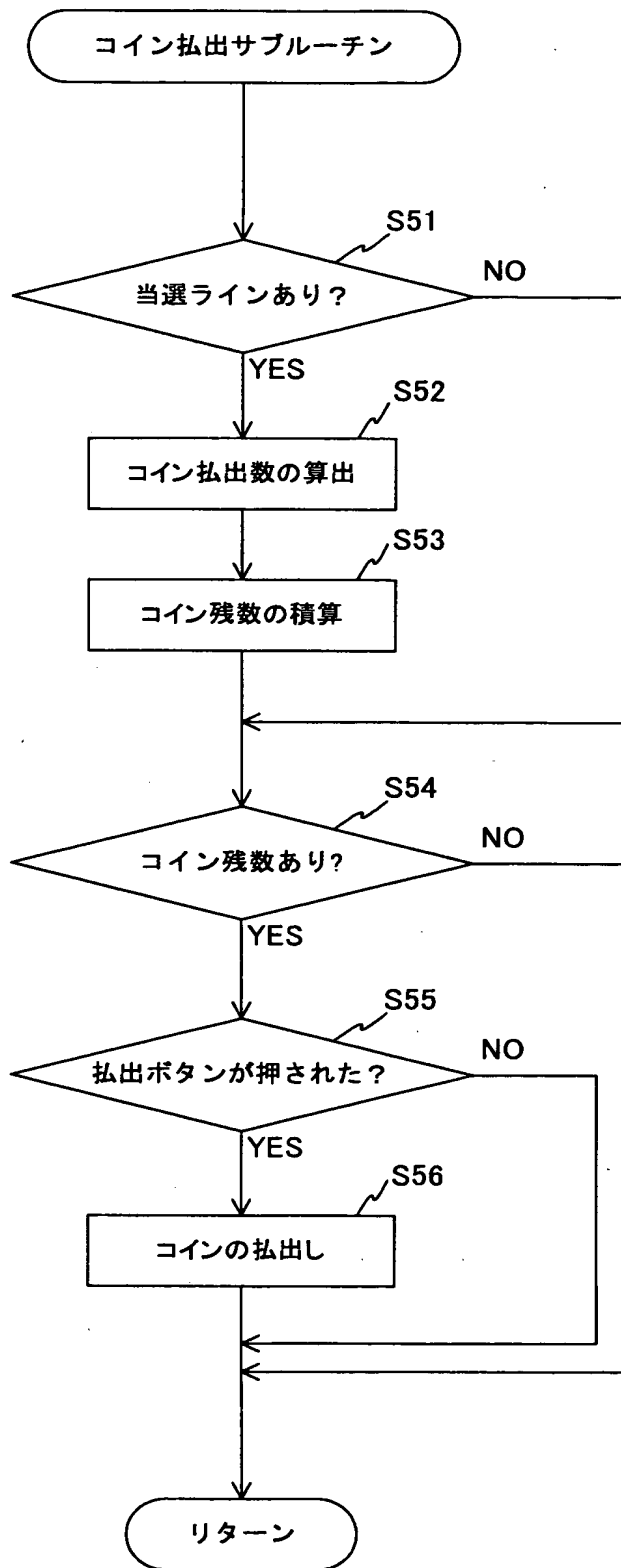 コイン払出サブルーチン
S51
当選ラインあり？
NO
YES
S52
コイン払出数の算出
S53
コイン残数の積算
S54
コイン残数あり?
NO
YES
S55
払出ボタンが押された？
NO
YES
S56
コインの払出し
リターン